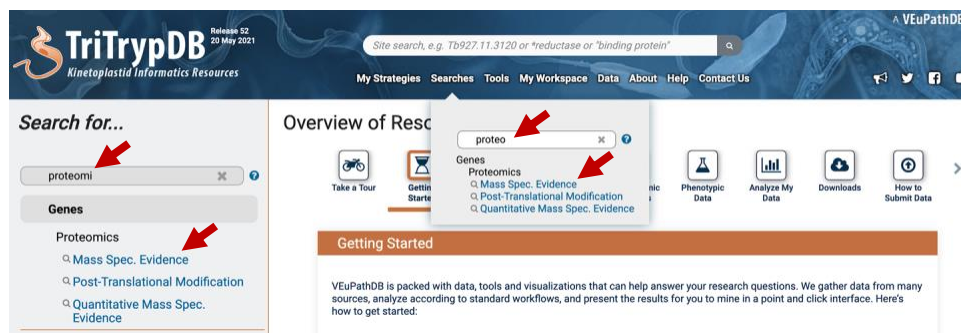 TriTrypDB
Release 52
20 May 2021
Kinetoplastid Informatics Resources
VEuPathDB
Site search, e.g. Tb927.11.3120 or *reductase or "binding protein"
My Strategies Searches Tools My Workspace Data About Help Contact Us
Search for...
proteomi
Genes
Proteomics
Mass Spec. Evidence
Post-Translational Modification
Quantitative Mass Spec.
Evidence
Overview of Reso
proteo
Genes
Proteomics
Mass Spec. Evidence
Post-Translational Modification
Quantitative Mass Spec. Evidence
Take a Tour
Phenotypic
Data
Analyze My
Data
Downloads
How to
Submit Data
Getting Started
VEuPathDB is packed with data, tools and visualizations that can help answer your research questions. We gather data from many
sources, analyze according to standard workflows, and present the results for you to mine in a point and click interface. Here's
how to get started: